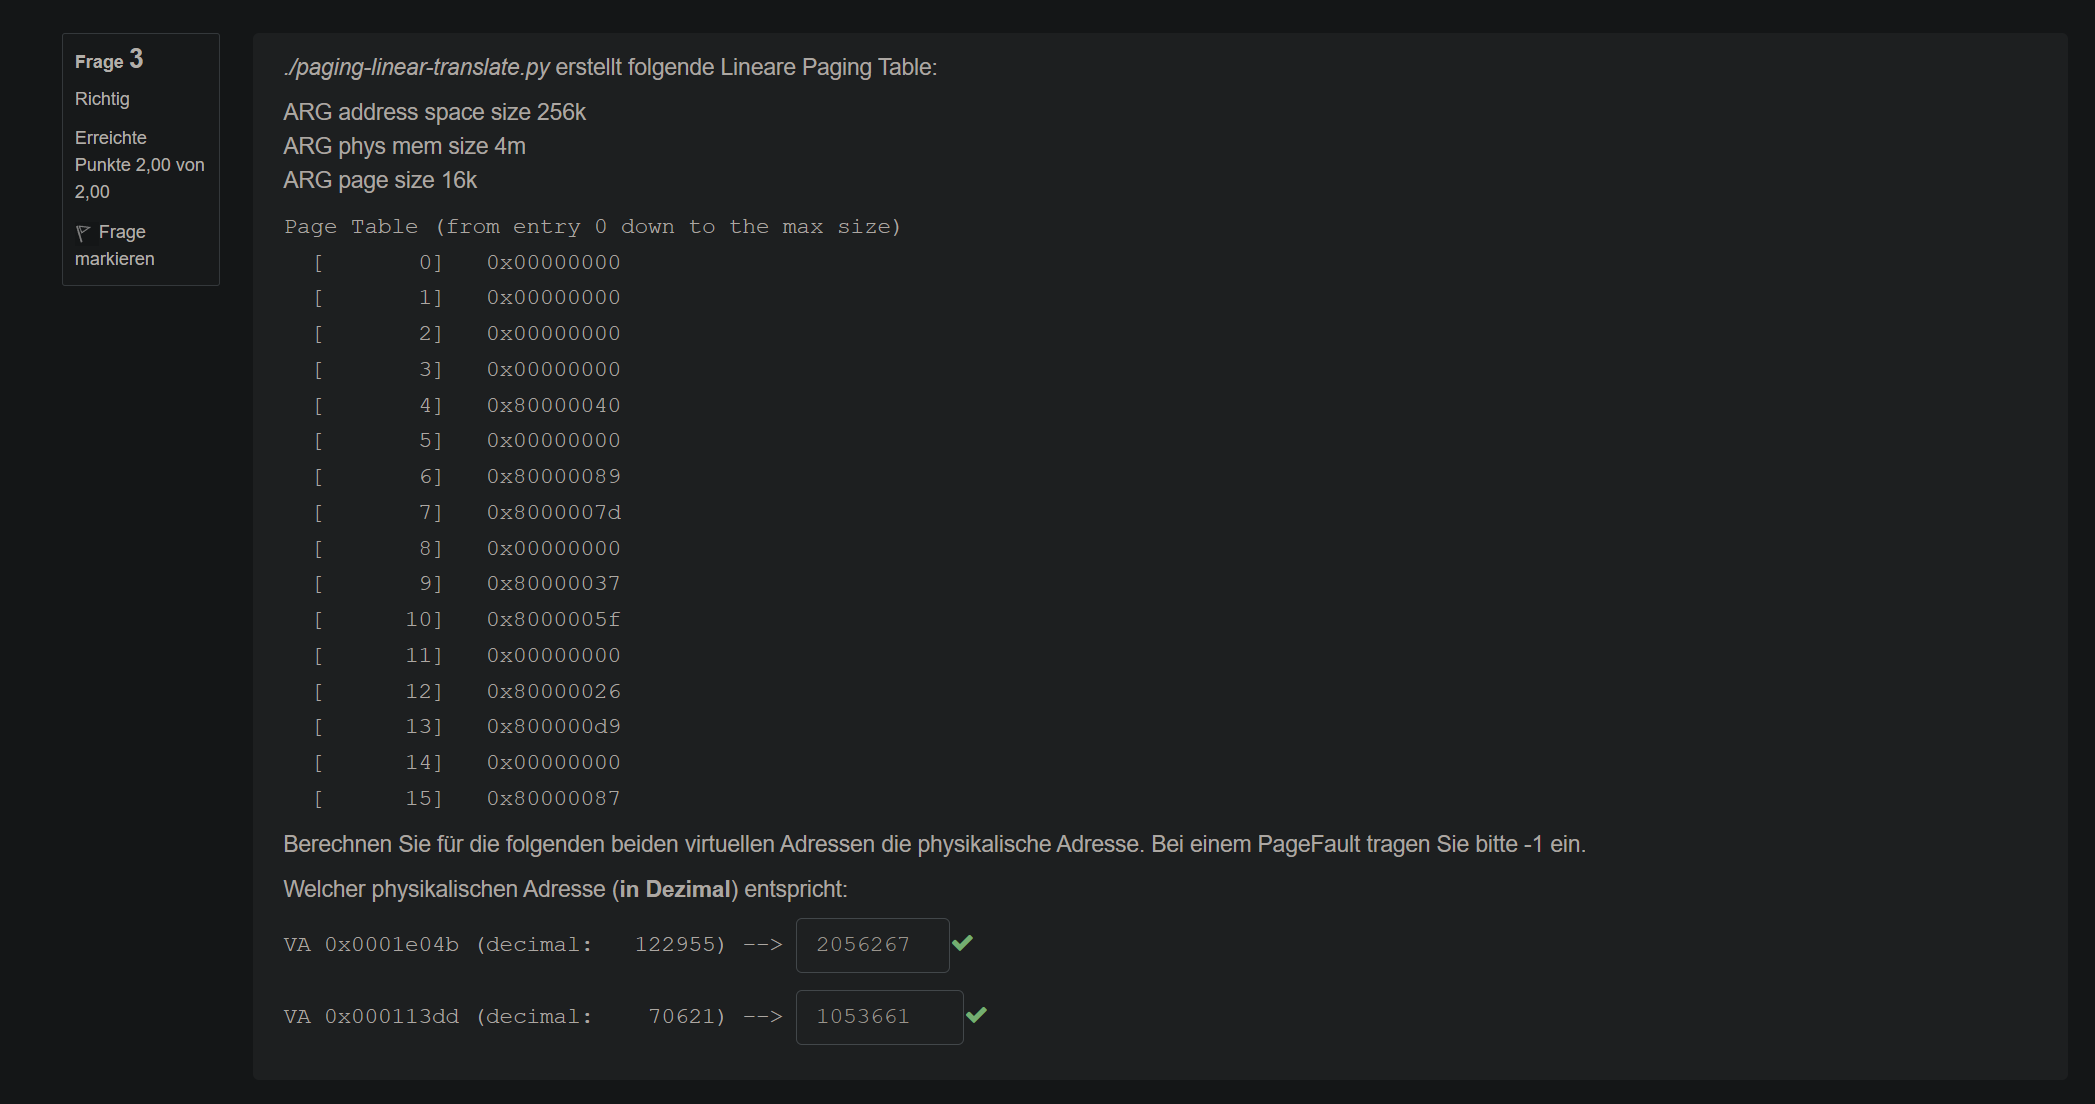 Frage 3
Richtig
Erreichte
Punkte 2,00 von
2,00
Frage
markieren
./paging-linear-translate.py erstellt folgende Lineare Paging Table:
ARG address space size 256k
ARG phys mem size 4m
ARG page size 16k
Page Table (from entry 0 down to the max size)
[ 0] 0x00000000
[ 1] 0x00000000
[ 2] 0x00000000
[ 3] 0x00000000
[ 4] 0x80000040
[ 5] 0x00000000
[ 6] 0x80000089
[ 7] 0x8000007d
[ 8] 0x00000000
[ 9] 0x80000037
[ 10] 0x8000005f
[ 11] 0x00000000
[ 12] 0x80000026
[ 13] 0x800000d9
[ 14] 0x00000000
[ 15] 0x80000087
Berechnen Sie für die folgenden beiden virtuellen Adressen die physikalische Adresse. Bei einem PageFault tragen Sie bitte -1 ein.
Welcher physikalischen Adresse (in Dezimal) entspricht:
VA 0x0001e04b (decimal: 122955) --> 2056267
VA 0x000113dd (decimal: 70621) --> 1053661